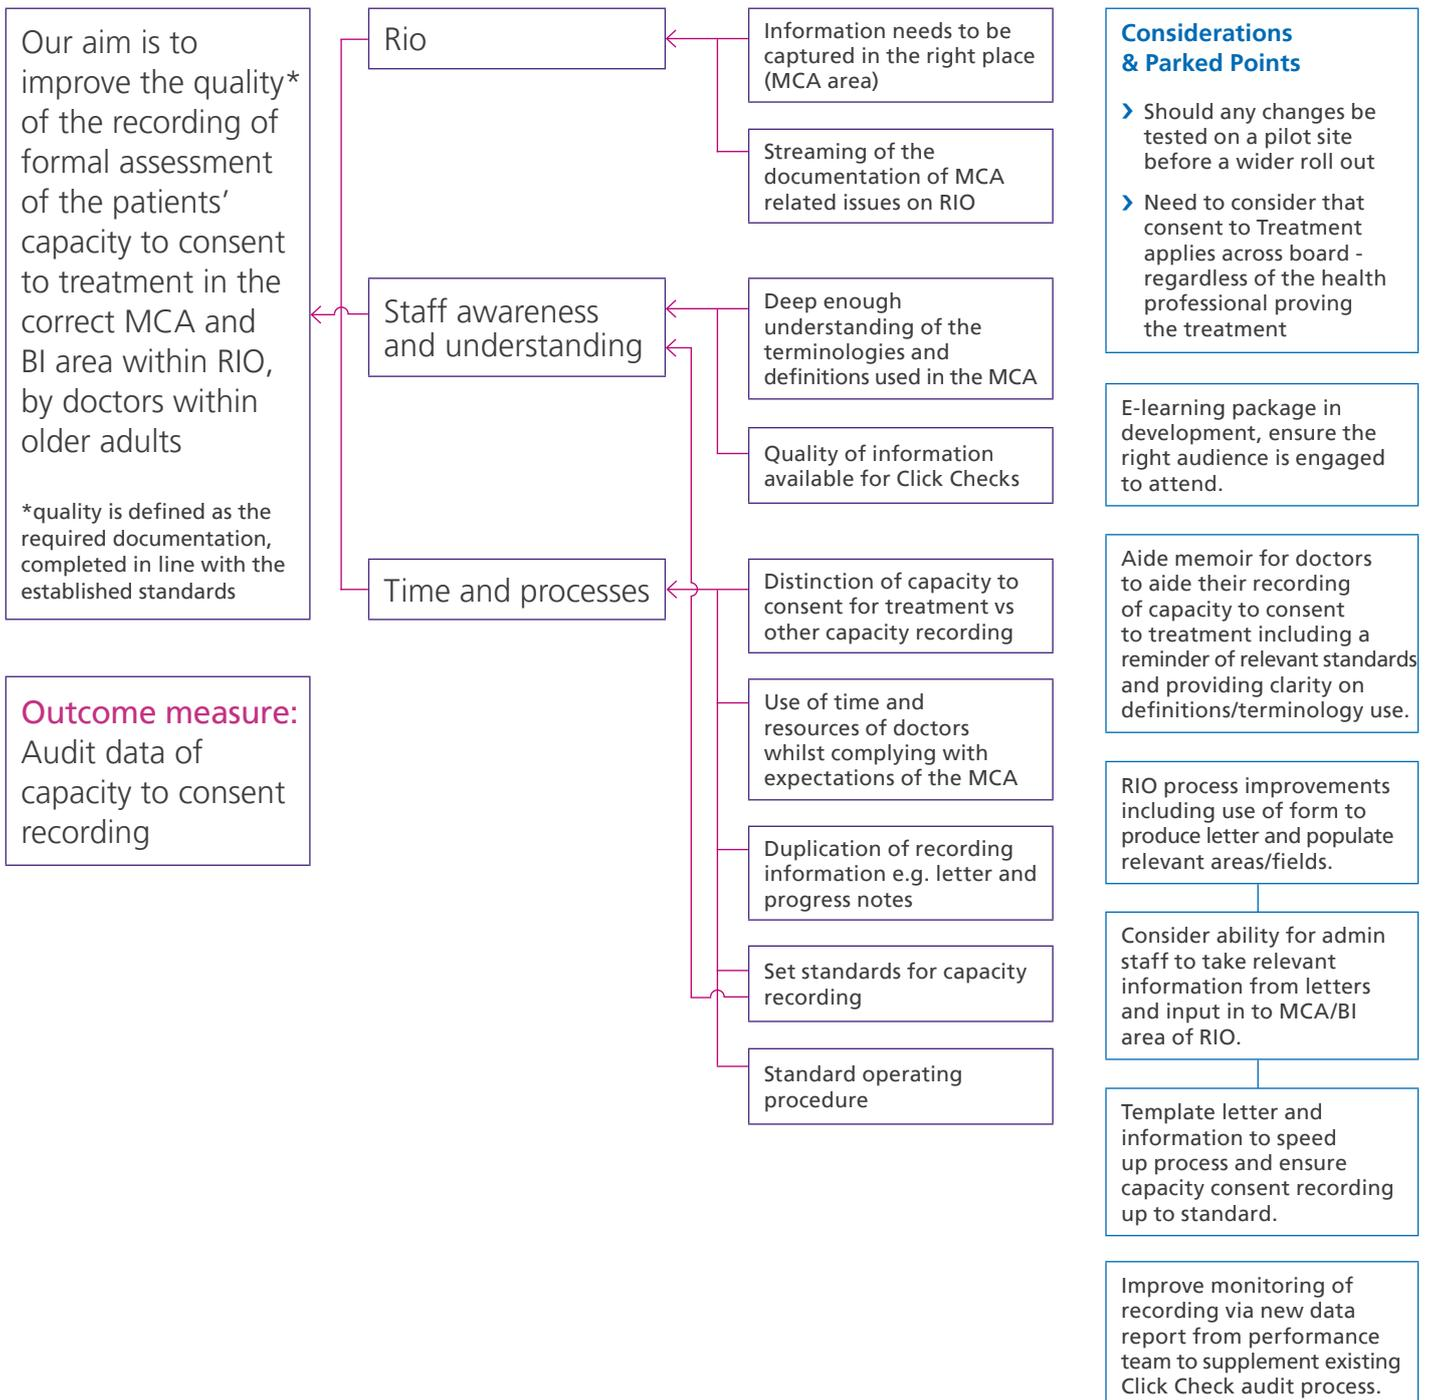 Our aim is to
improve the quality*
of the recording of
formal assessment
of the patients’
capacity to consent
to treatment in the
correct MCA and
BI area within RIO,
by doctors within
older adults
*quality is defined as the
required documentation,
completed in line with the
established standards
Outcome measure:
Audit data of
capacity to consent
recording
Rio
Staff awareness
and understanding
Time and processes
Information needs to be
captured in the right place
(MCA area)
Streaming of the
documentation of MCA
related issues on RIO
Deep enough
understanding of the
terminologies and
definitions used in the MCA
Quality of information
available for Click Checks
Distinction of capacity to
consent for treatment vs
other capacity recording
Use of time and
resources of doctors
whilst complying with
expectations of the MCA
Duplication of recording
information e.g. letter and
progress notes
Set standards for capacity
recording
Standard operating
procedure
Considerations
& Parked Points
› Should any changes be
tested on a pilot site
before a wider roll out
› Need to consider that
consent to Treatment
applies across board -
regardless of the health
professional proving
the treatment
E-learning package in
development, ensure the
right audience is engaged
to attend.
Aide memoir for doctors
to aide their recording
of capacity to consent
to treatment including a
reminder of relevant standards
and providing clarity on
definitions/terminology use.
RIO process improvements
including use of form to
produce letter and populate
relevant areas/fields.
Consider ability for admin
staff to take relevant
information from letters
and input in to MCA/BI
area of RIO.
Template letter and
information to speed
up process and ensure
capacity consent recording
up to standard.
Improve monitoring of
recording via new data
report from performance
team to supplement existing
Click Check audit process.